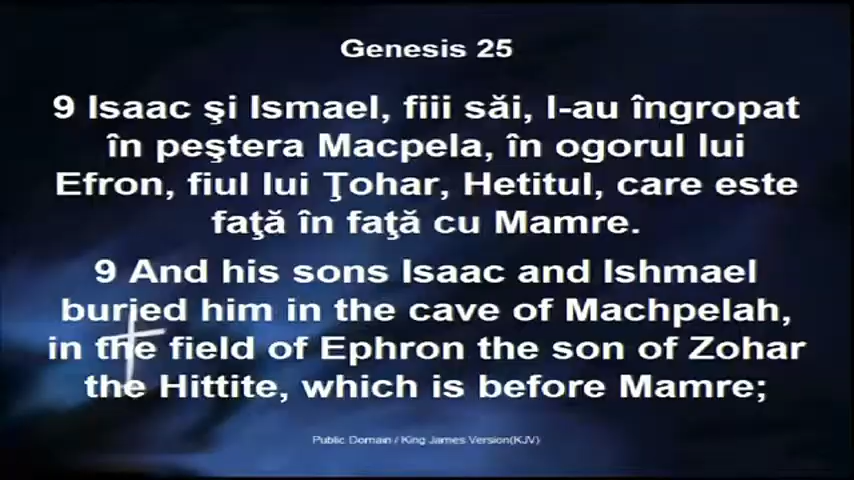 Genesis 25
9 Isaac şi Ismael, fiii săi, l-au îngropat
în peştera Macpela, în ogorul lui
Efron, fiul lui Ţohar, Hetitul, care este
faţă în faţă cu Mamre.
9 And his sons Isaac and Ishmael
buried him in the cave of Machpelah,
in the field of Ephron the son of Zohar
the Hittite, which is before Mamre;
Public Domain / King James Version(KJV)